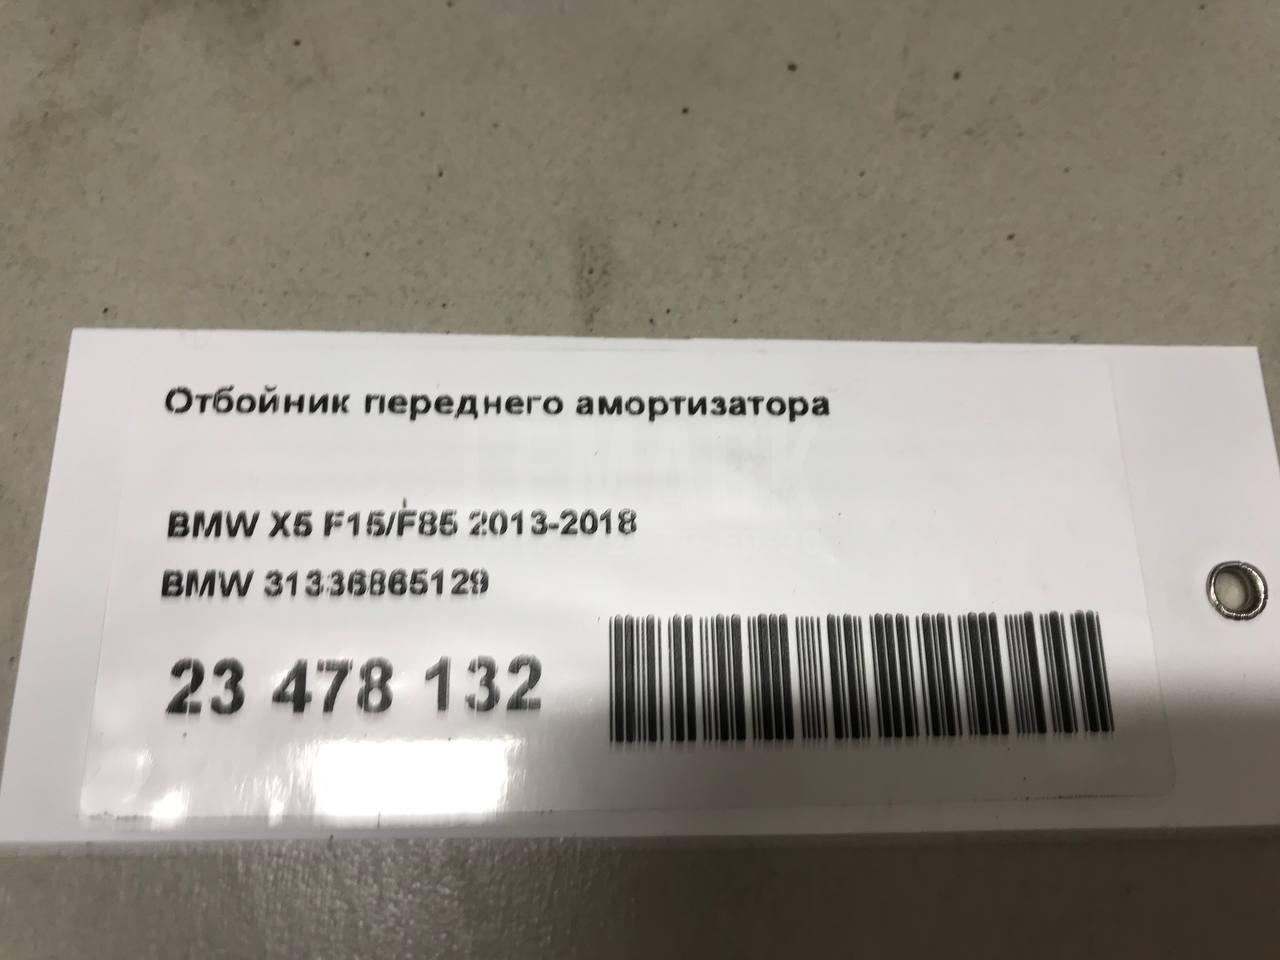 Отбойник переднего амортизатора
BMW X5 F15/F85 2013-2018
BMW 31336865129
23 478 132